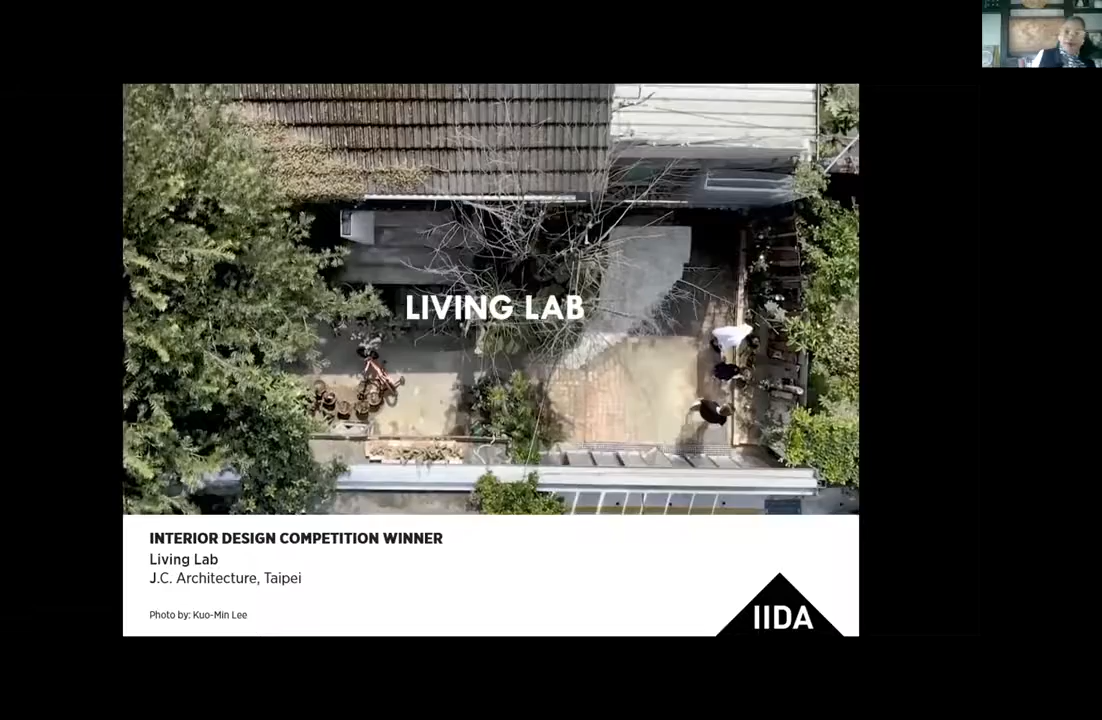 LIVING LAB
INTERIOR DESIGN COMPETITION WINNER
Living Lab
J.C. Architecture, Taipei
Photo by: Kuo-Min Lee
IIDA